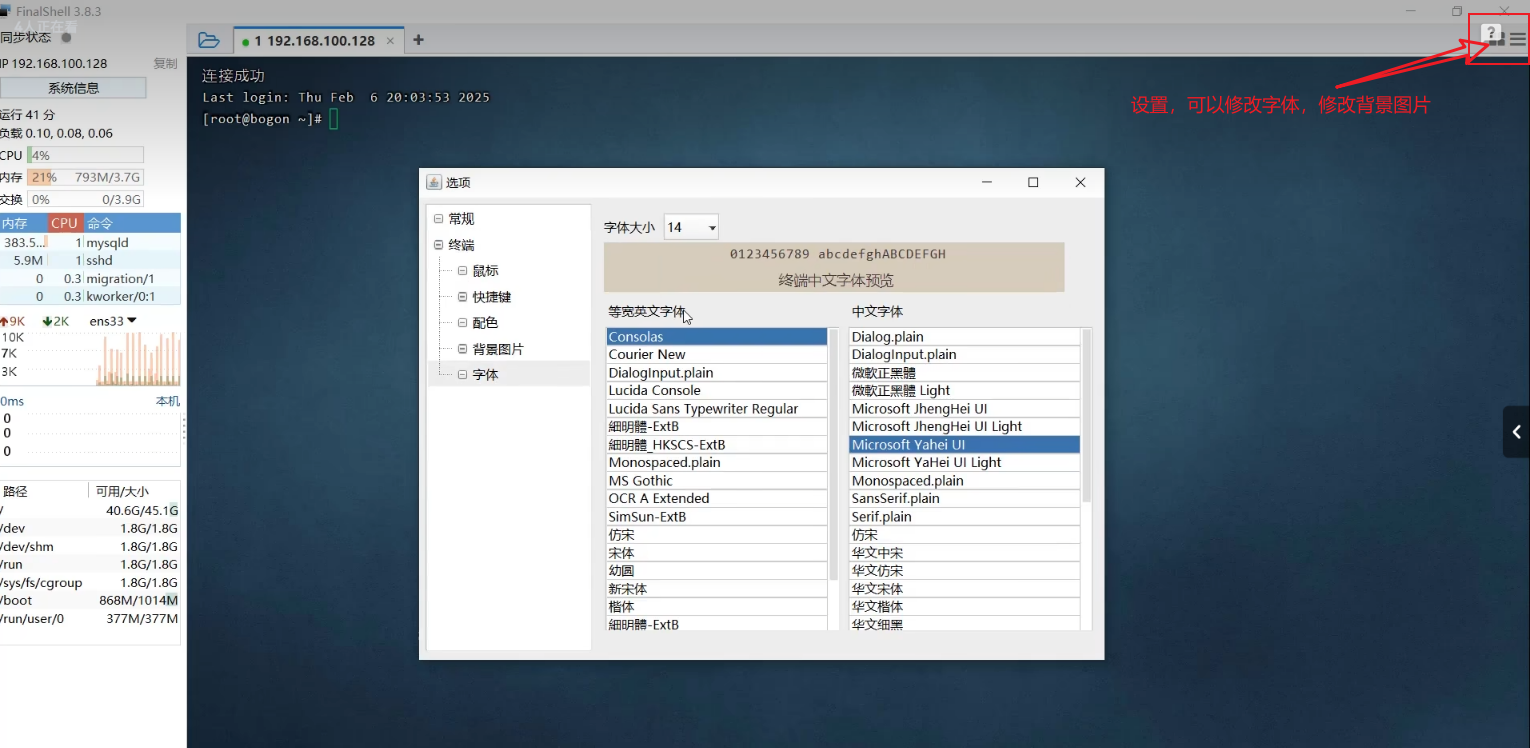 FinalShell 3.8.3
人人正在看
同步状态
IP 192.168.100.128 复制
系统信息
运行 41 分
负载 0.10, 0.08, 0.06
CPU 4%
内存 21% 793M/3.7G
交换 0% 0/3.9G
内存 CPU 命令
383.5... 1 mysqld
5.9M 1 sshd
0 0.3 migration/1
0 0.3 kworker/0:1
9K 2K ens33
10K
7K
3K
0ms 本机
0
0
0
路径 可用/大小
/ 40.6G/45.1G
/dev 1.8G/1.8G
/dev/shm 1.8G/1.8G
/run 1.8G/1.8G
/sys/fs/cgroup 1.8G/1.8G
/boot 868M/1014M
/run/user/0 377M/377M
1 192.168.100.128 × +
连接成功
Last login: Thu Feb  6 20:03:53 2025
[root@bogon ~]#
?
设置，可以修改字体，修改背景图片
选项
常规
终端
鼠标
快捷键
配色
背景图片
字体
字体大小 14
0123456789 abcdefghABCDEFGH
终端中文字体预览
等宽英文字体
Consolas
Courier New
DialogInput.plain
Lucida Console
Lucida Sans Typewriter Regular
細明體-ExtB
細明體_HKSCS-ExtB
Monospaced.plain
MS Gothic
OCR A Extended
SimSun-ExtB
仿宋
宋体
幼圆
新宋体
楷体
細明體-ExtB
中文字体
Dialog.plain
DialogInput.plain
微軟正黑體
微軟正黑體 Light
Microsoft JhengHei UI
Microsoft JhengHei UI Light
Microsoft Yahei UI
Microsoft YaHei UI Light
Monospaced.plain
SansSerif.plain
Serif.plain
仿宋
华文中宋
华文仿宋
华文宋体
华文楷体
华文细黑